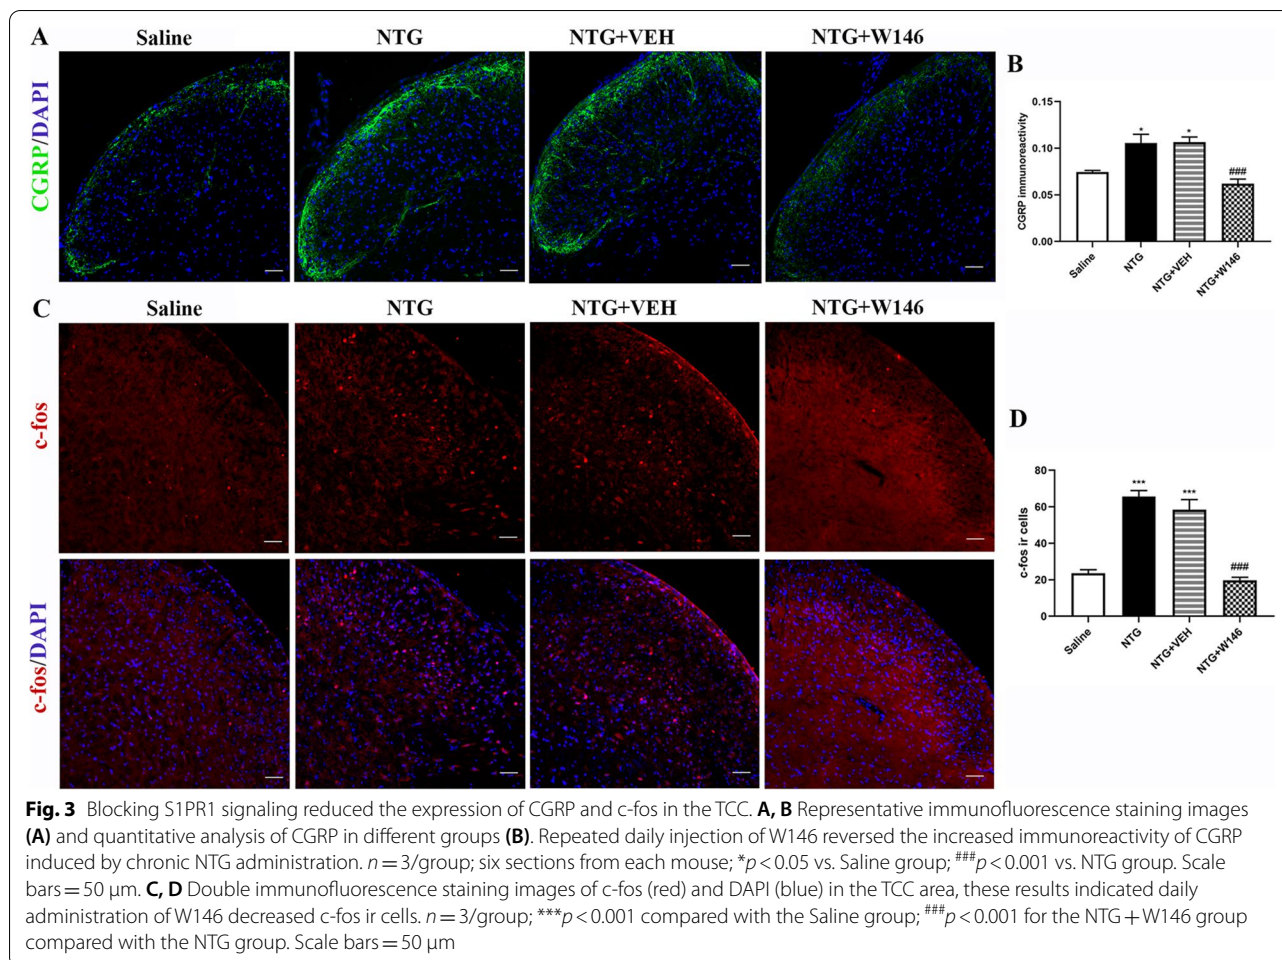 A
Saline
NTG
NTG+VEH
NTG+W146
CGRP/DAPI
B
CGRP immunoreactivity
0.15
0.10
0.05
0.00
*
*
###
Saline
NTG
NTG+VEH
NTG+W146
C
Saline
NTG
NTG+VEH
NTG+W146
c-fos
c-fos/DAPI
D
c-fos ir cells
80
60
40
20
0
***
***
###
Saline
NTG
NTG+VEH
NTG+W146
Fig. 3 Blocking S1PR1 signaling reduced the expression of CGRP and c-fos in the TCC. A, B Representative immunofluorescence staining images
(A) and quantitative analysis of CGRP in different groups (B). Repeated daily injection of W146 reversed the increased immunoreactivity of CGRP
induced by chronic NTG administration. n = 3/group; six sections from each mouse; *p < 0.05 vs. Saline group; ###p < 0.001 vs. NTG group. Scale
bars = 50 μm. C, D Double immunofluorescence staining images of c-fos (red) and DAPI (blue) in the TCC area, these results indicated daily
administration of W146 decreased c-fos ir cells. n = 3/group; ***p < 0.001 compared with the Saline group; ###p < 0.001 for the NTG + W146 group
compared with the NTG group. Scale bars = 50 μm